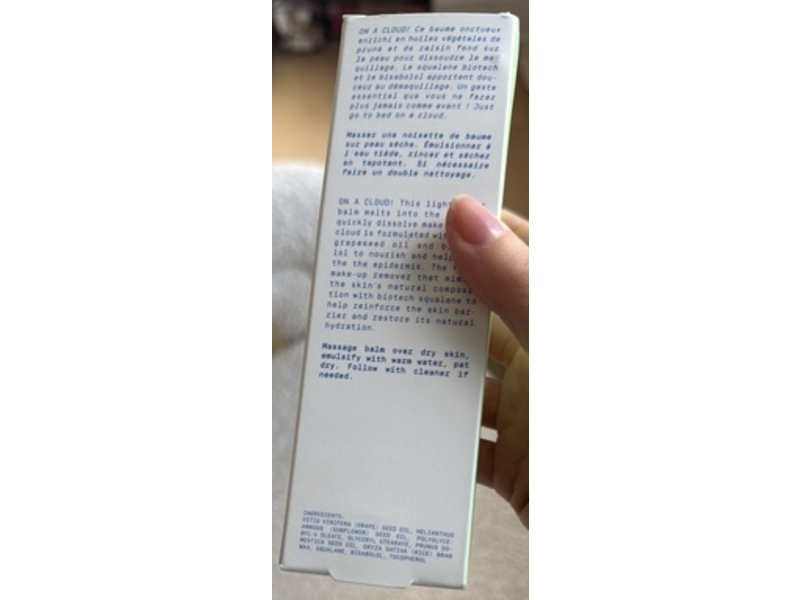 ON A CLOUD! Ce baume onctueux
enrichi en huiles végétales de
prune et de raisin fond sur
la peau pour dissoudre le ma-
quillage. Le squalane biotech
et le bisabolol apportent dou-
ceur au démaquillage. Un geste
essentiel que vous ne ferez
plus jamais comme avant ! Just
go to bed on a cloud.
Masser une noisette de baume
sur peau sèche. Émulsionner à
l'eau tiède, rincer et sécher
en tapotant. Si nécessaire
faire un double nettoyage.
ON A CLOUD! This
balm melts into the
quickly dissolve
cloud is formulated
grapeseed oil and
lol to nourish and
the the epidermis. The
make-up remover that
the skin's natural composi-
tion with biotech squalane to
help reinforce the skin bar-
rier and restore its natural
hydration.
Massage balm over dry skin,
emulsify with warm water, pat
dry. Follow with cleaner if
needed.
INGREDIENTS:
VITIS VINIFERA (GRAPE) SEED OIL, HELIANTHUS
ANNUUS (SUNFLOWER) SEED OIL, POLYGLYCE-
RYL-4 OLEATE, GLYCERYL STEARATE, PRUNUS DO-
MESTICA SEED OIL, ORYZA SATIVA (RICE) BRAN
WAX, SQUALANE, BISABOLOL, TOCOPHEROL